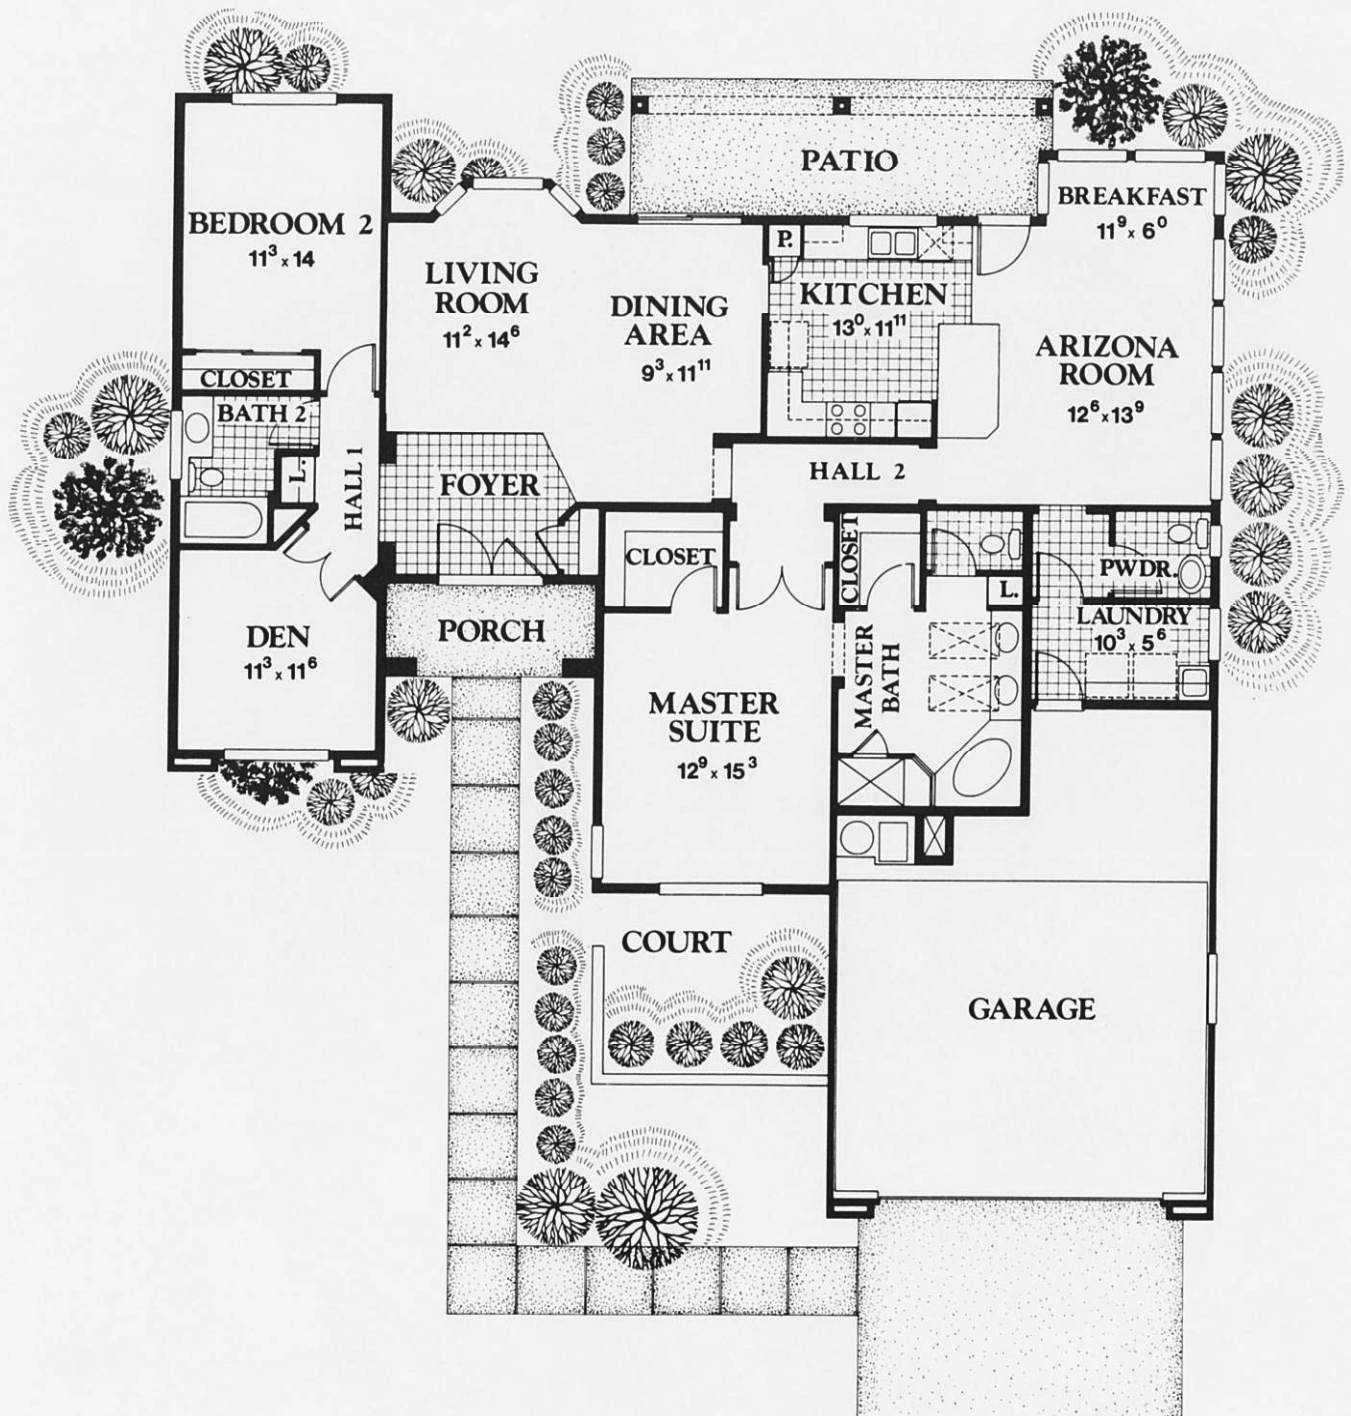 PATIO
BREAKFAST
11⁹ x 6⁰
BEDROOM 2
11³ x 14
P.
LIVING
ROOM
11² x 14⁶
DINING
AREA
9³ x 11¹¹
KITCHEN
13⁰ x 11¹¹
ARIZONA
ROOM
12⁶ x 13⁹
CLOSET
BATH 2
L.
HALL 1
FOYER
HALL 2
CLOSET
CLOSET
PWDR.
L.
LAUNDRY
10³ x 5⁶
DEN
11³ x 11⁶
PORCH
MASTER
SUITE
12⁹ x 15³
MASTER
BATH
COURT
GARAGE